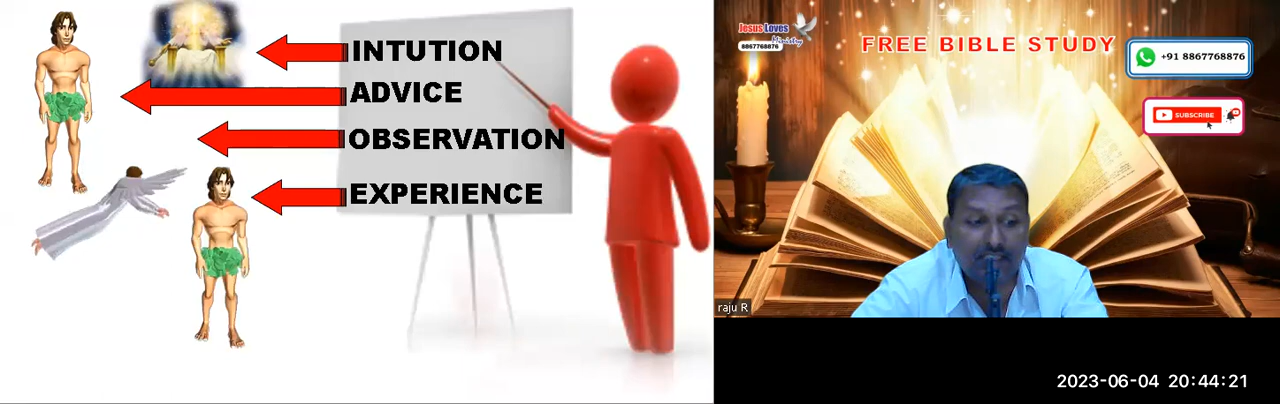 INTUTION
ADVICE
OBSERVATION
EXPERIENCE
Jesus Loves
Ministry
8867768876
FREE BIBLE STUDY
+91 8867768876
SUBSCRIBE
raju R
2023-06-04 20:44:21